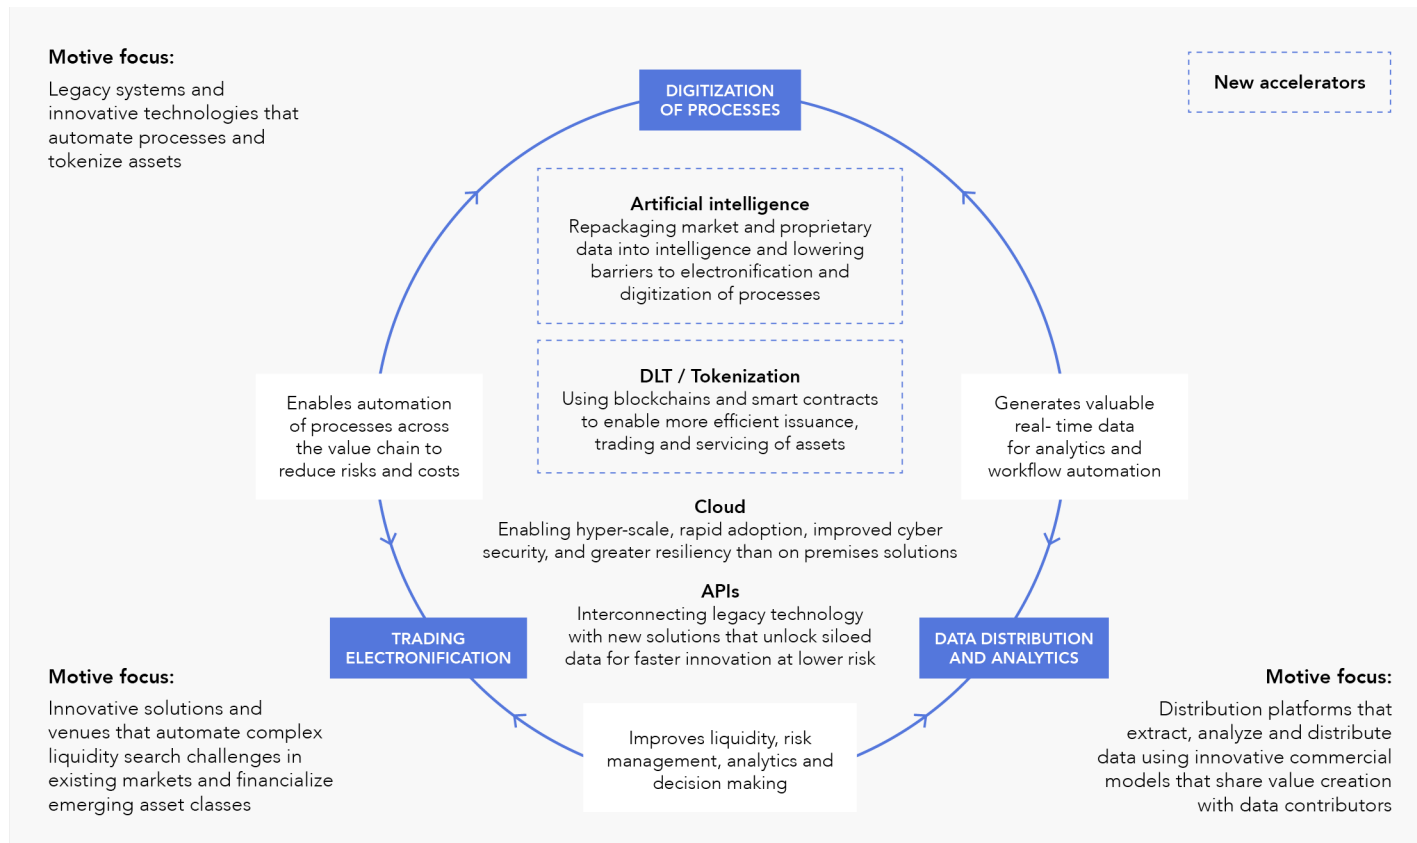 Motive focus:
Legacy systems and
innovative technologies that
automate processes and
tokenize assets
DIGITIZATION
OF PROCESSES
New accelerators
Artificial intelligence
Repackaging market and proprietary
data into intelligence and lowering
barriers to electronification and
digitization of processes
DLT / Tokenization
Using blockchains and smart contracts
to enable more efficient issuance,
trading and servicing of assets
Enables automation
of processes across
the value chain to
reduce risks and costs
Generates valuable
real- time data
for analytics and
workflow automation
Cloud
Enabling hyper-scale, rapid adoption, improved cyber
security, and greater resiliency than on premises solutions
APIs
Interconnecting legacy technology
with new solutions that unlock siloed
data for faster innovation at lower risk
TRADING
ELECTRONIFICATION
DATA DISTRIBUTION
AND ANALYTICS
Improves liquidity, risk
management, analytics and
decision making
Motive focus:
Innovative solutions and
venues that automate complex
liquidity search challenges in
existing markets and financialize
emerging asset classes
Motive focus:
Distribution platforms that
extract, analyze and distribute
data using innovative commercial
models that share value creation
with data contributors